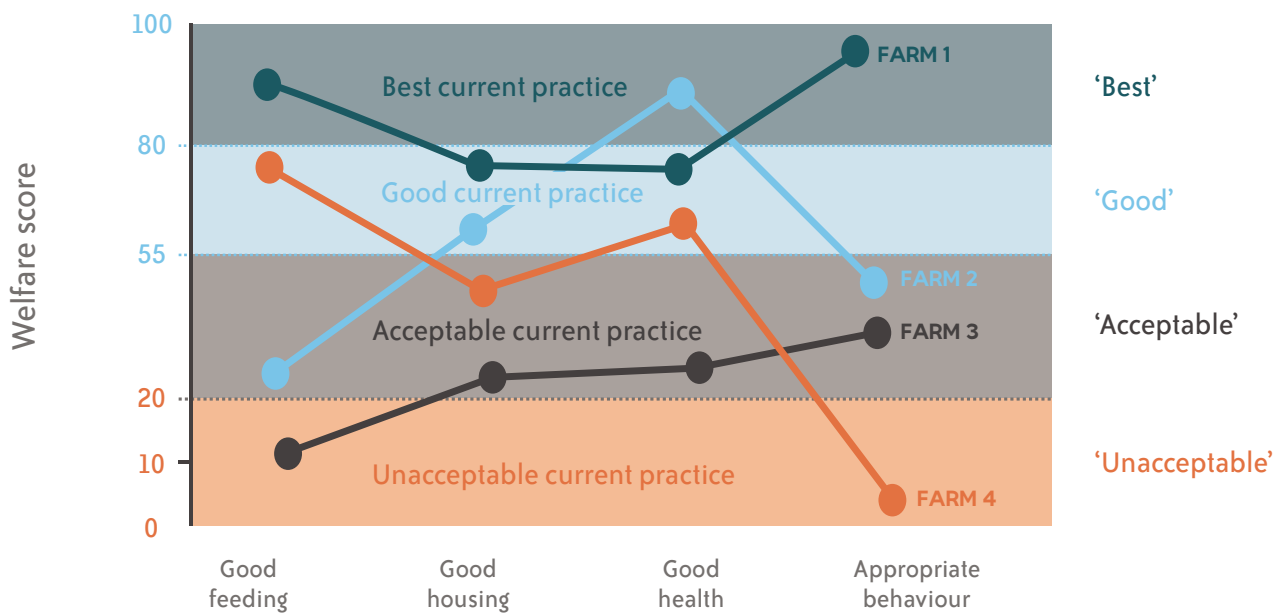 100
80
55
20
10
0
Welfare score
Best current practice
Good current practice
Acceptable current practice
Unacceptable current practice
FARM 1
FARM 2
FARM 3
FARM 4
‘Best’
‘Good’
‘Acceptable’
‘Unacceptable’
Good
feeding
Good
housing
Good
health
Appropriate
behaviour